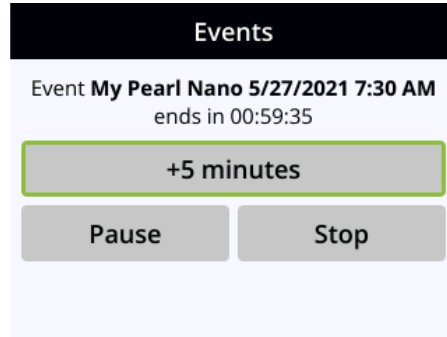 Events
Event My Pearl Nano 5/27/2021 7:30 AM
ends in 00:59:35
+5 minutes
Pause
Stop